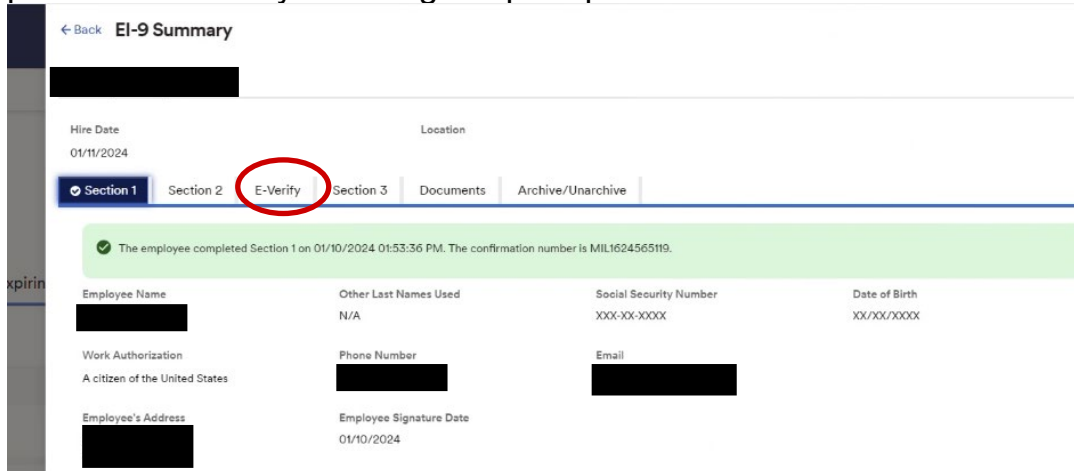 ← Back EI-9 Summary
Hire Date Location
01/11/2024
Section 1 Section 2 E-Verify Section 3 Documents Archive/Unarchive
The employee completed Section 1 on 01/10/2024 01:53:36 PM. The confirmation number is MIL1624565119.
xpirin
Employee Name Other Last Names Used Social Security Number Date of Birth
N/A XXX-XX-XXXX XX/XX/XXXX
Work Authorization Phone Number Email
A citizen of the United States
Employee's Address Employee Signature Date
01/10/2024